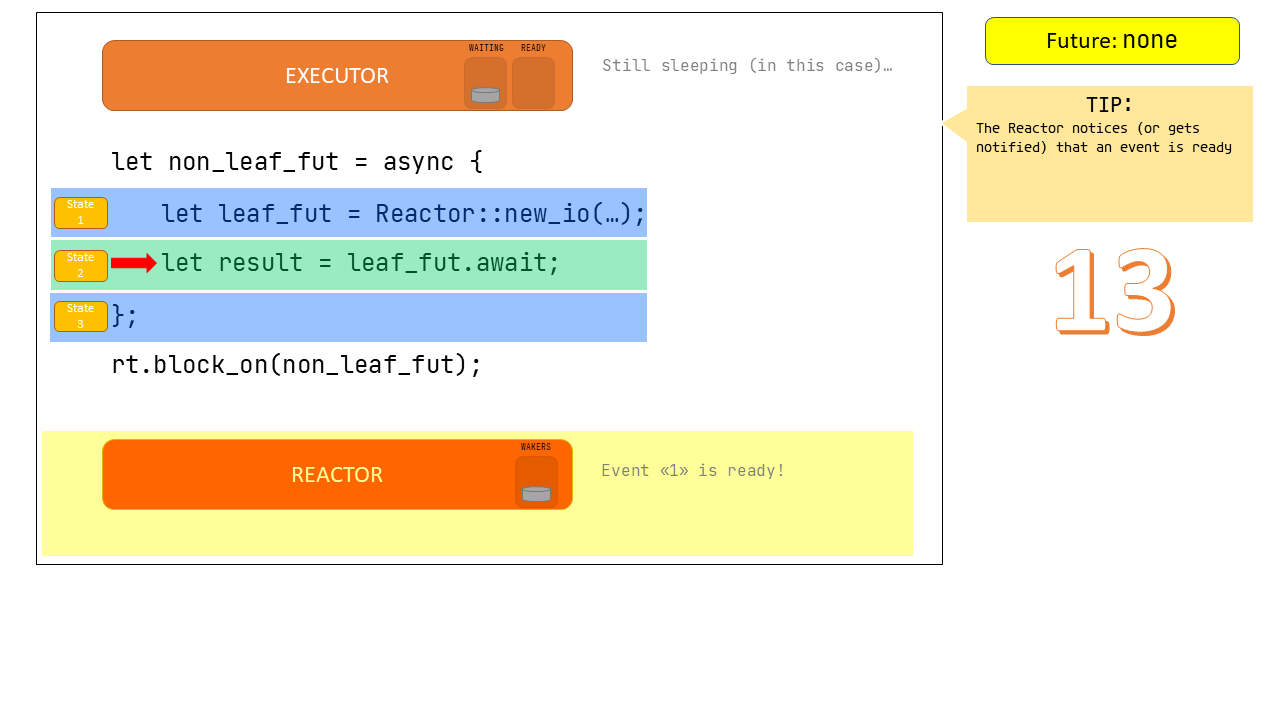 EXECUTOR
WAITING
READY
Still sleeping (in this case)…
let non_leaf_fut = async {
State
1
let leaf_fut = Reactor::new_io(…);
State
2
let result = leaf_fut.await;
State
3
};
rt.block_on(non_leaf_fut);
REACTOR
WAKERS
Event «1» is ready!
Future: none
TIP:
The Reactor notices (or gets
notified) that an event is ready
13